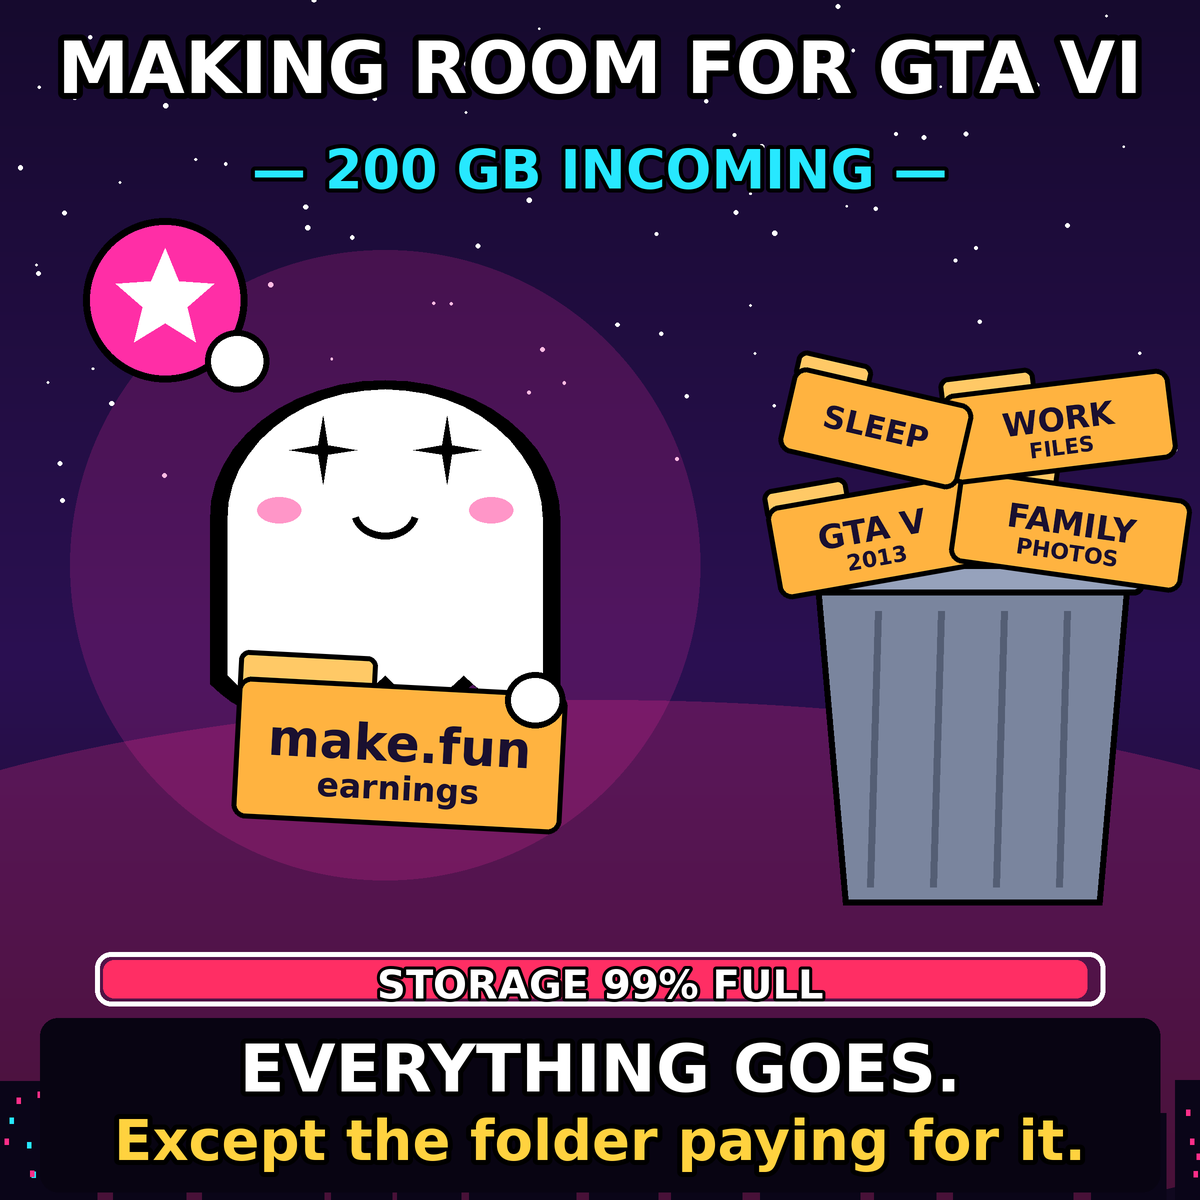 MAKING ROOM FOR GTA VI
— 200 GB INCOMING —
SLEEP
WORK
FILES
GTA V
2013
FAMILY
PHOTOS
make.fun
earnings
STORAGE 99% FULL
EVERYTHING GOES.
Except the folder paying for it.